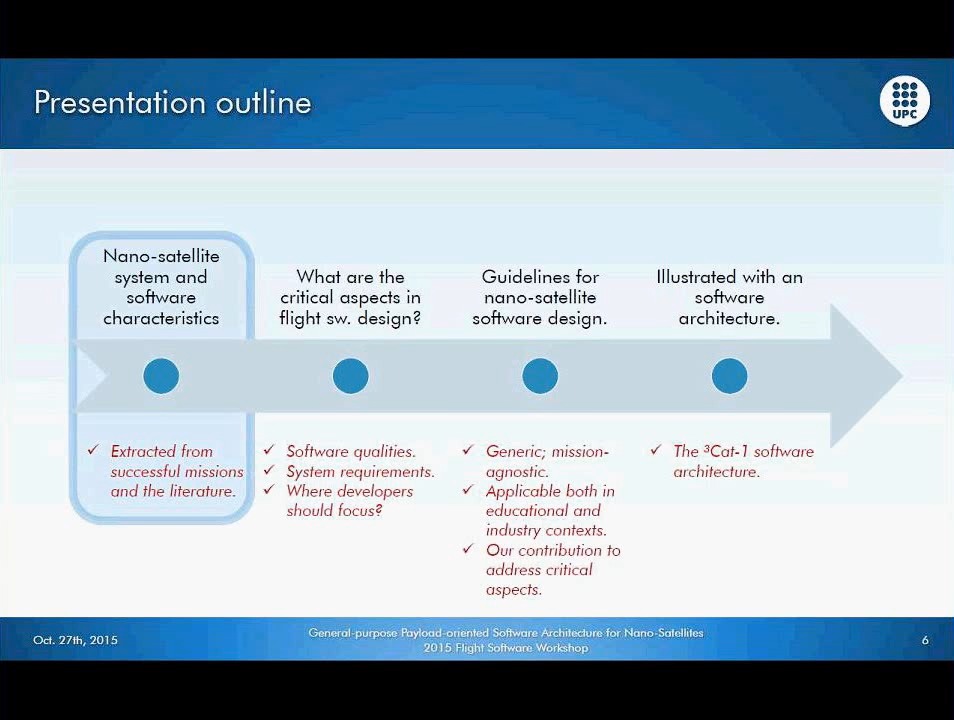 Presentation outline
UPC
Nano-satellite
system and
software
characteristics
What are the
critical aspects in
flight sw. design?
Guidelines for
nano-satellite
software design.
Illustrated with an
software
architecture.
✓ Extracted from
successful missions
and the literature.
✓ Software qualities.
✓ System requirements.
✓ Where developers
should focus?
✓ Generic; mission-
agnostic.
✓ Applicable both in
educational and
industry contexts.
✓ Our contribution to
address critical
aspects.
✓ The ³Cat-1 software
architecture.
Oct. 27th, 2015
General-purpose Payload-oriented Software Architecture for Nano-Satellites
2015 Flight Software Workshop
6